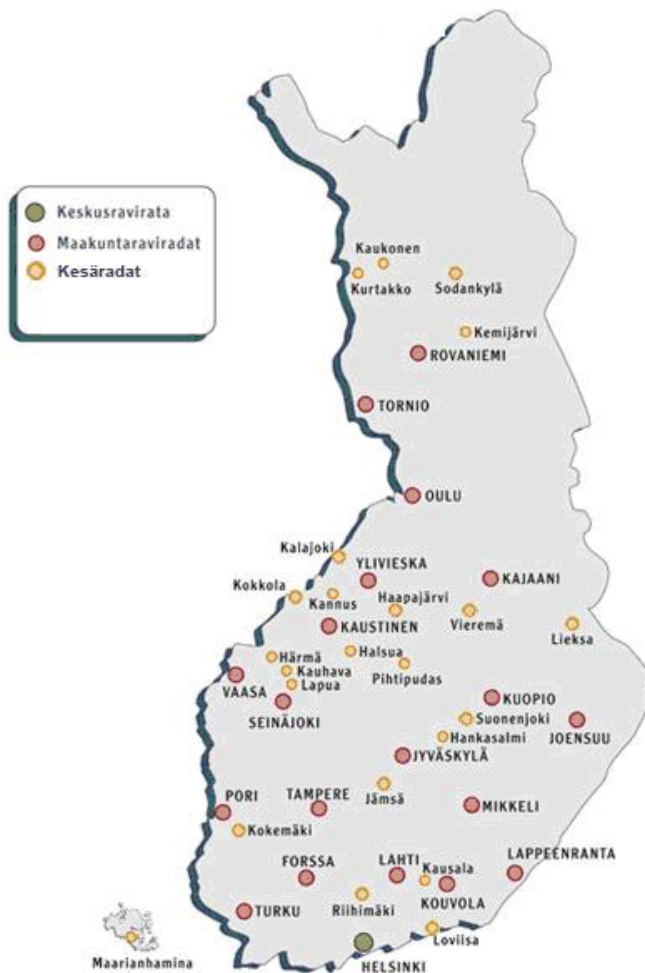 Keskusravirata
Maakuntaraviradat
Kesäradat
Kaukonen
Kurtakko
Sodankylä
Kemijärvi
ROVANIEMI
TORNIO
OULU
Kalajoki
YLIVIESKA
KAJAANI
Kokkola
Kannus
Haapajärvi
Vieremä
Lieksa
KAUSTINEN
Halsua
Härmä
Kauhava
Pihtipudas
Lapua
VAASA
SEINÄJOKI
KUOPIO
Suonenjoki
JOENSUU
Hankasalmi
JYVÄSKYLÄ
Jämsä
PORI
TAMPERE
MIKKELI
Kokemäki
FORSSA
LAHTI
Kausala
LAPPEENRANTA
KOUVOLA
TURKU
Riihimäki
Loviisa
Maarianhamina
HELSINKI